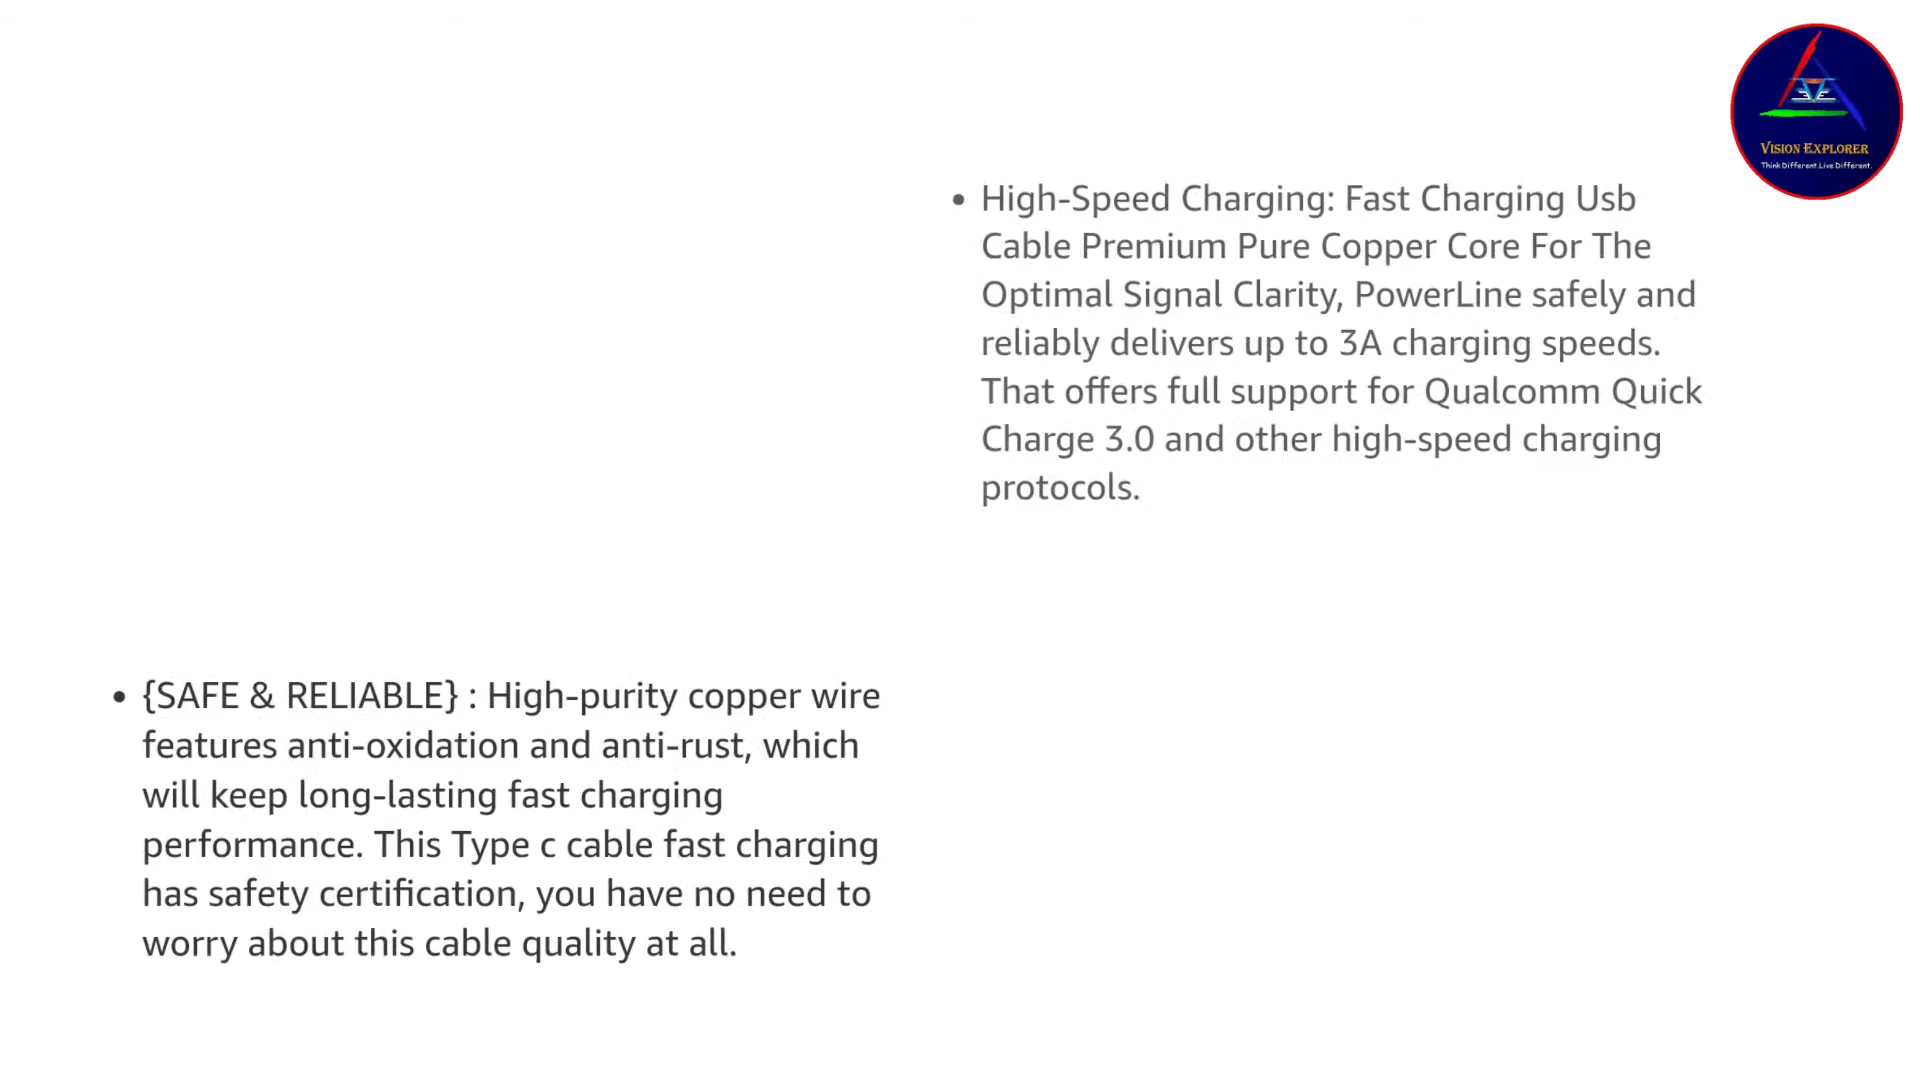 VISION EXPLORER
Think Different.Live Different.
• High-Speed Charging: Fast Charging Usb
Cable Premium Pure Copper Core For The
Optimal Signal Clarity, PowerLine safely and
reliably delivers up to 3A charging speeds.
That offers full support for Qualcomm Quick
Charge 3.0 and other high-speed charging
protocols.
• {SAFE & RELIABLE} : High-purity copper wire
features anti-oxidation and anti-rust, which
will keep long-lasting fast charging
performance. This Type c cable fast charging
has safety certification, you have no need to
worry about this cable quality at all.